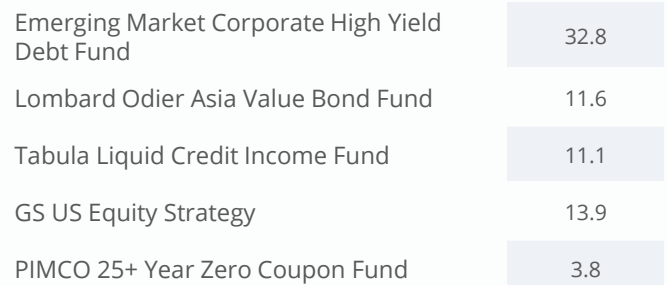 Emerging Market Corporate High Yield
Debt Fund
32.8
Lombard Odier Asia Value Bond Fund 11.6
Tabula Liquid Credit Income Fund 11.1
GS US Equity Strategy 13.9
PIMCO 25+ Year Zero Coupon Fund 3.8